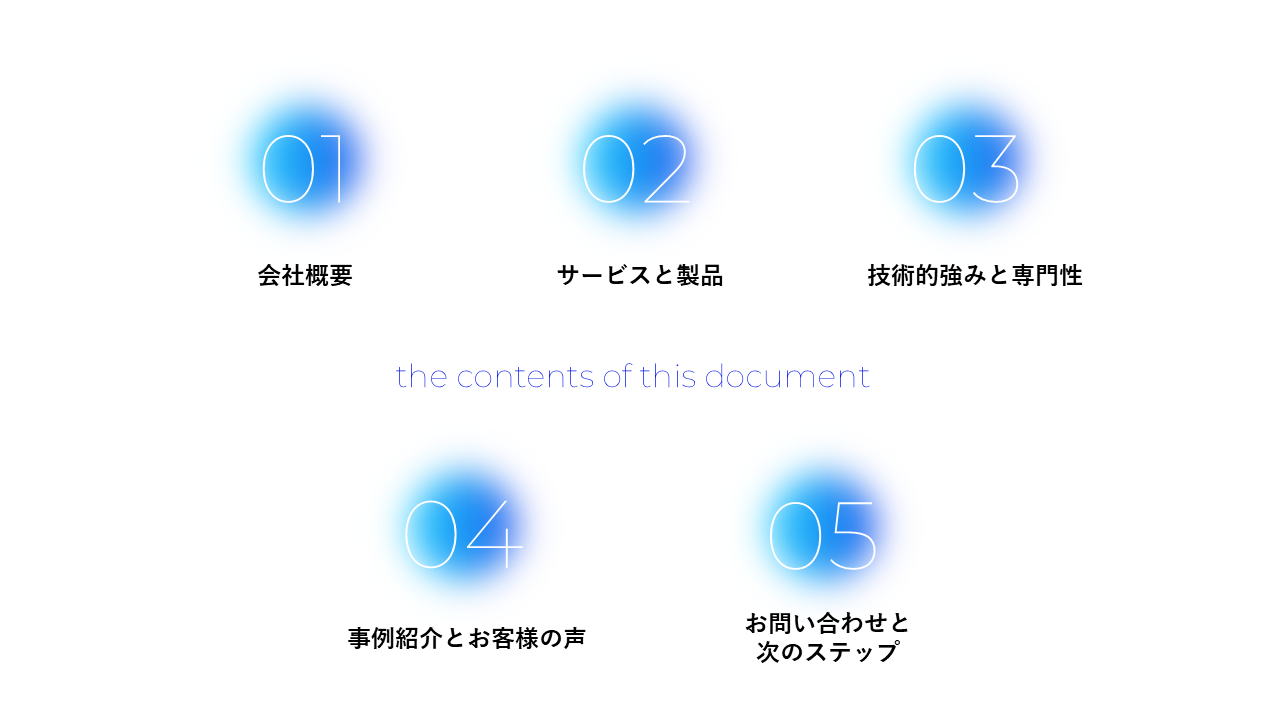 01
会社概要
02
サービスと製品
03
技術的強みと専門性
the contents of this document
04
事例紹介とお客様の声
05
お問い合わせと
次のステップ